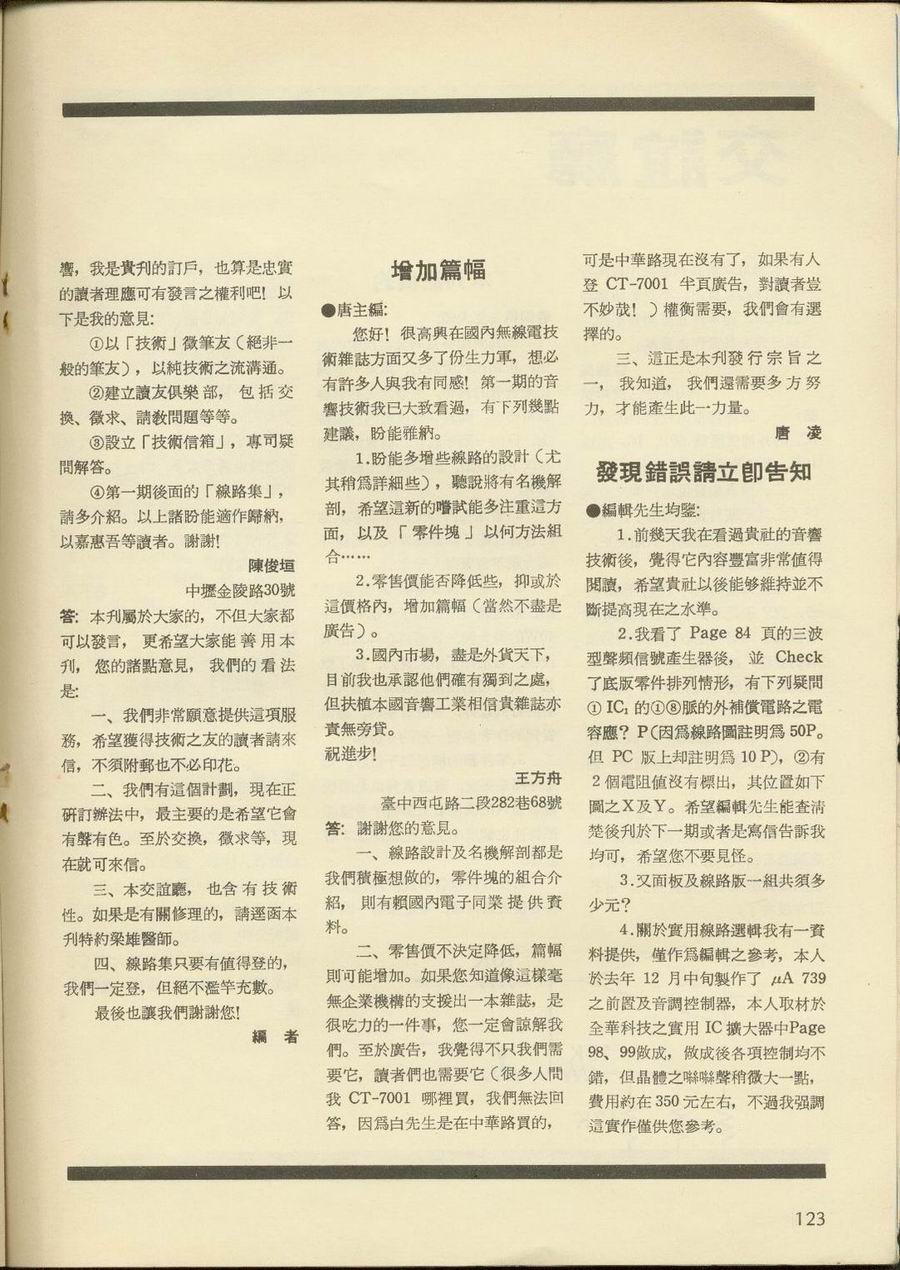 響，我是貴刋的訂戶，也算是忠實
的讀者理應可有發言之權利吧！以
下是我的意見：
①以「技術」徵筆友（絕非一
般的筆友），以純技術之流溝通。
②建立讀友俱樂部，包括交
換、徵求、請教問題等等。
③設立「技術信箱」，專司疑
問解答。
④第一期後面的「線路集」，
請多介紹。以上諸盼能適作歸納，
以嘉惠吾等讀者。謝謝！
陳俊垣
中壢金陵路30號
答：本刋屬於大家的，不但大家都
可以發言，更希望大家能善用本
刋，您的諸點意見，我們的看法
是：
一、我們非常願意提供這項服
務，希望獲得技術之友的讀者請來
信，不須附郵也不必印花。
二、我們有這個計劃，現在正
研訂辦法中，最主要的是希望它會
有聲有色。至於交換，徵求等，現
在就可來信。
三、本交誼廳，也含有技術
性。如果是有關修理的，請逕函本
刋特約梁雄醫師。
四、線路集只要有值得登的，
我們一定登，但絕不濫竽充數。
最後也讓我們謝謝您！
編 者
增加篇幅
●唐主編：
您好！很高興在國內無線電技
術雜誌方面又多了份生力軍，想必
有許多人與我有同感！第一期的音
響技術我已大致看過，有下列幾點
建議，盼能雅納。
1.盼能多增些線路的設計（尤
其稍爲詳細些），聽說將有名機解
剖，希望這新的嚐試能多注重這方
面，以及「零件塊」以何方法組
合……
2.零售價能否降低些，抑或於
這價格內，增加篇幅（當然不盡是
廣告）。
3.國內市場，盡是外貨天下，
目前我也承認他們確有獨到之處，
但扶植本國音響工業相信貴雜誌亦
責無旁貸。
祝進步！
王方舟
臺中西屯路二段282巷68號
答：謝謝您的意見。
一、線路設計及名機解剖都是
我們積極想做的，零件塊的組合介
紹，則有賴國內電子同業提供資
料。
二、零售價不決定降低，篇幅
則可能增加。如果您知道像這樣毫
無企業機構的支援出一本雜誌，是
很吃力的一件事，您一定會諒解我
們。至於廣告，我覺得不只我們需
要它，讀者們也需要它（很多人問
我 CT-7001 哪裡買，我們無法回
答，因爲白先生是在中華路買的，
可是中華路現在沒有了，如果有人
登 CT-7001 半頁廣告，對讀者豈
不妙哉！）權衡需要，我們會有選
擇的。
三、這正是本刋發行宗旨之
一，我知道，我們還需要多方努
力，才能產生此一力量。
唐 凌
發現錯誤請立卽告知
●編輯先生均鑒：
1.前幾天我在看過貴社的音響
技術後，覺得它內容豐富非常值得
閱讀，希望貴社以後能够維持並不
斷提高現在之水準。
2.我看了 Page 84 頁的三波
型聲頻信號產生器後，並 Check
了底版零件排列情形，有下列疑問
① IC₁ 的①⑧脈的外補償電路之電
容應？P（因爲線路圖註明爲 50P。
但 PC 版上却註明爲 10 P），②有
2 個電阻值沒有標出，其位置如下
圖之X及Y。希望編輯先生能查淸
楚後刋於下一期或者是寫信告訴我
均可，希望您不要見怪。
3.又面板及線路版一組共須多
少元？
4.關於實用線路選輯我有一資
料提供，僅作爲編輯之參考，本人
於去年 12 月中旬製作了 μA 739
之前置及音調控制器，本人取材於
全華科技之實用 IC 擴大器中Page
98、99做成，做成後各項控制均不
錯，但晶體之嘶嘶聲稍微大一點，
費用約在 350 元左右，不過我强調
這實作僅供您參考。
123